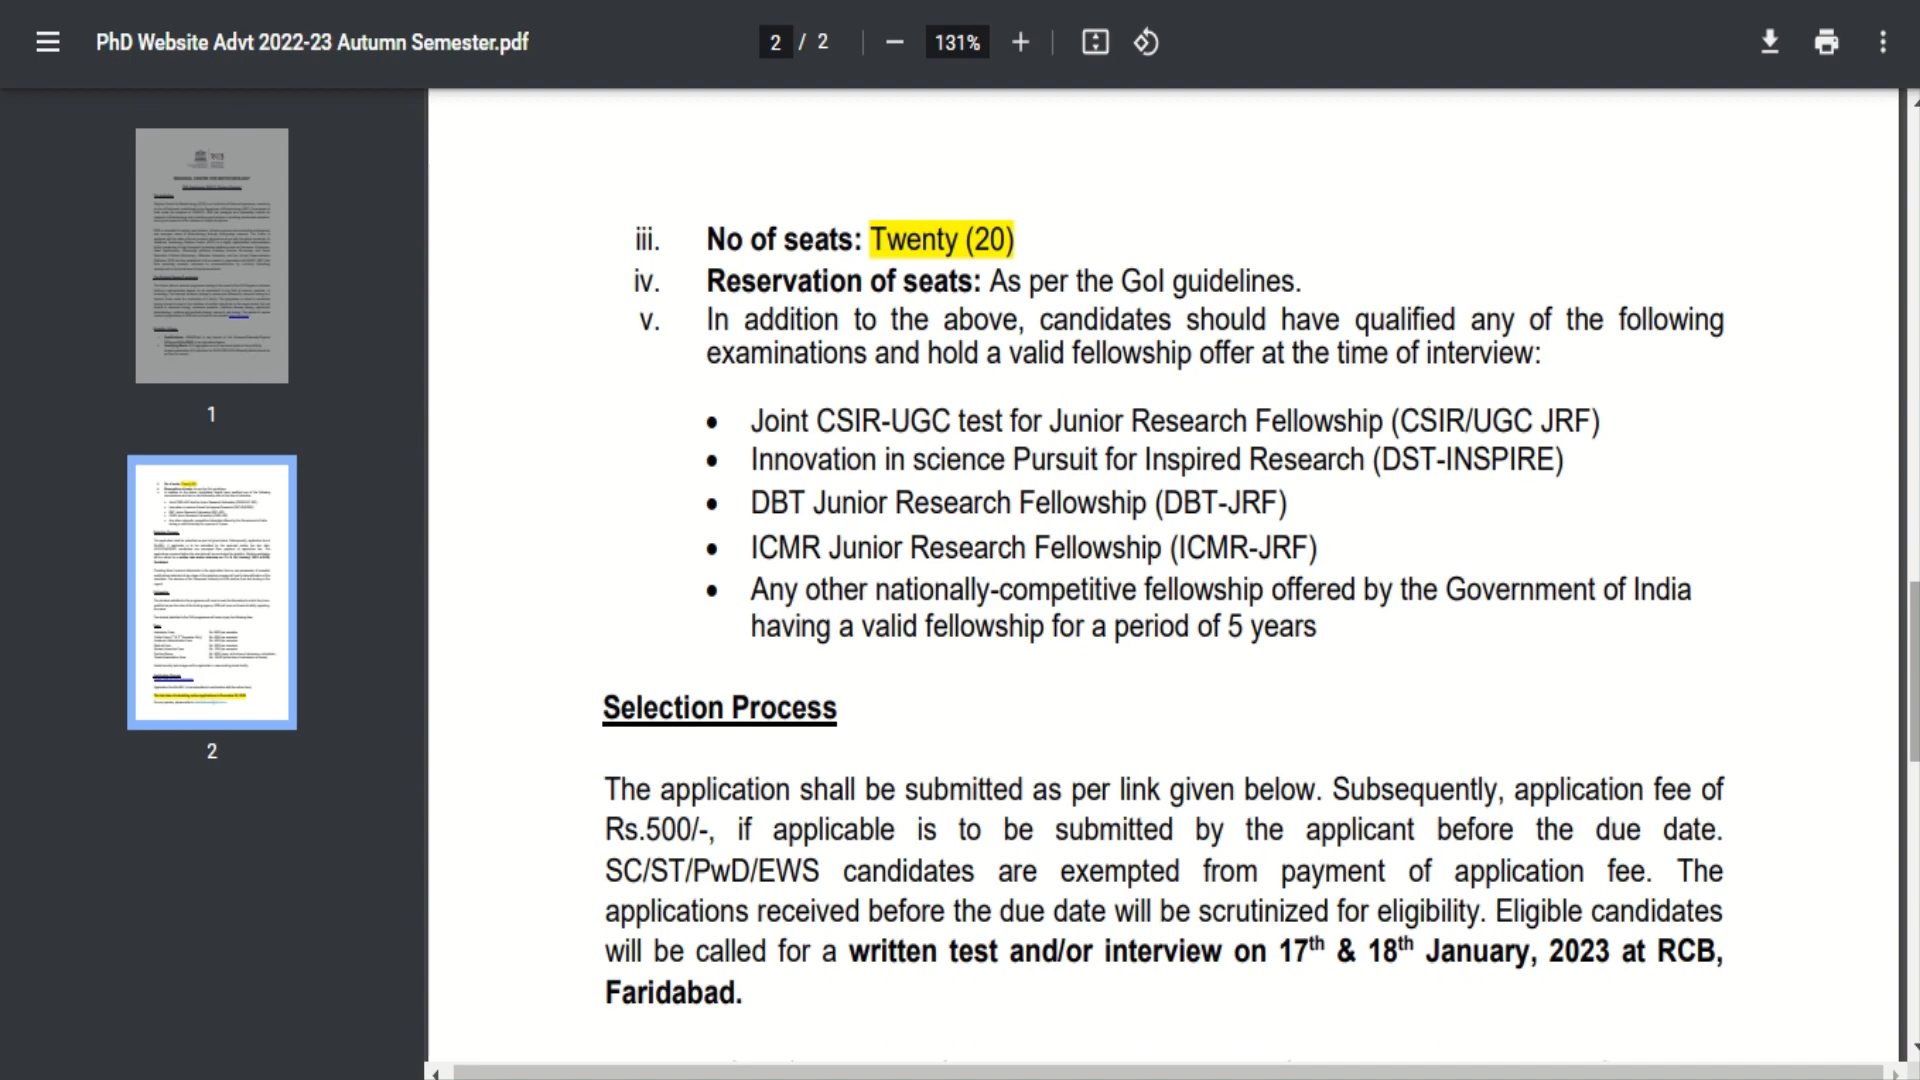 PhD Website Advt 2022-23 Autumn Semester.pdf
2 / 2
131%
1
2
iii. No of seats: Twenty (20)
iv. Reservation of seats: As per the GoI guidelines.
v. In addition to the above, candidates should have qualified any of the following
examinations and hold a valid fellowship offer at the time of interview:
• Joint CSIR-UGC test for Junior Research Fellowship (CSIR/UGC JRF)
• Innovation in science Pursuit for Inspired Research (DST-INSPIRE)
• DBT Junior Research Fellowship (DBT-JRF)
• ICMR Junior Research Fellowship (ICMR-JRF)
• Any other nationally-competitive fellowship offered by the Government of India
having a valid fellowship for a period of 5 years
Selection Process
The application shall be submitted as per link given below. Subsequently, application fee of
Rs.500/-, if applicable is to be submitted by the applicant before the due date.
SC/ST/PwD/EWS candidates are exempted from payment of application fee. The
applications received before the due date will be scrutinized for eligibility. Eligible candidates
will be called for a written test and/or interview on 17th & 18th January, 2023 at RCB,
Faridabad.